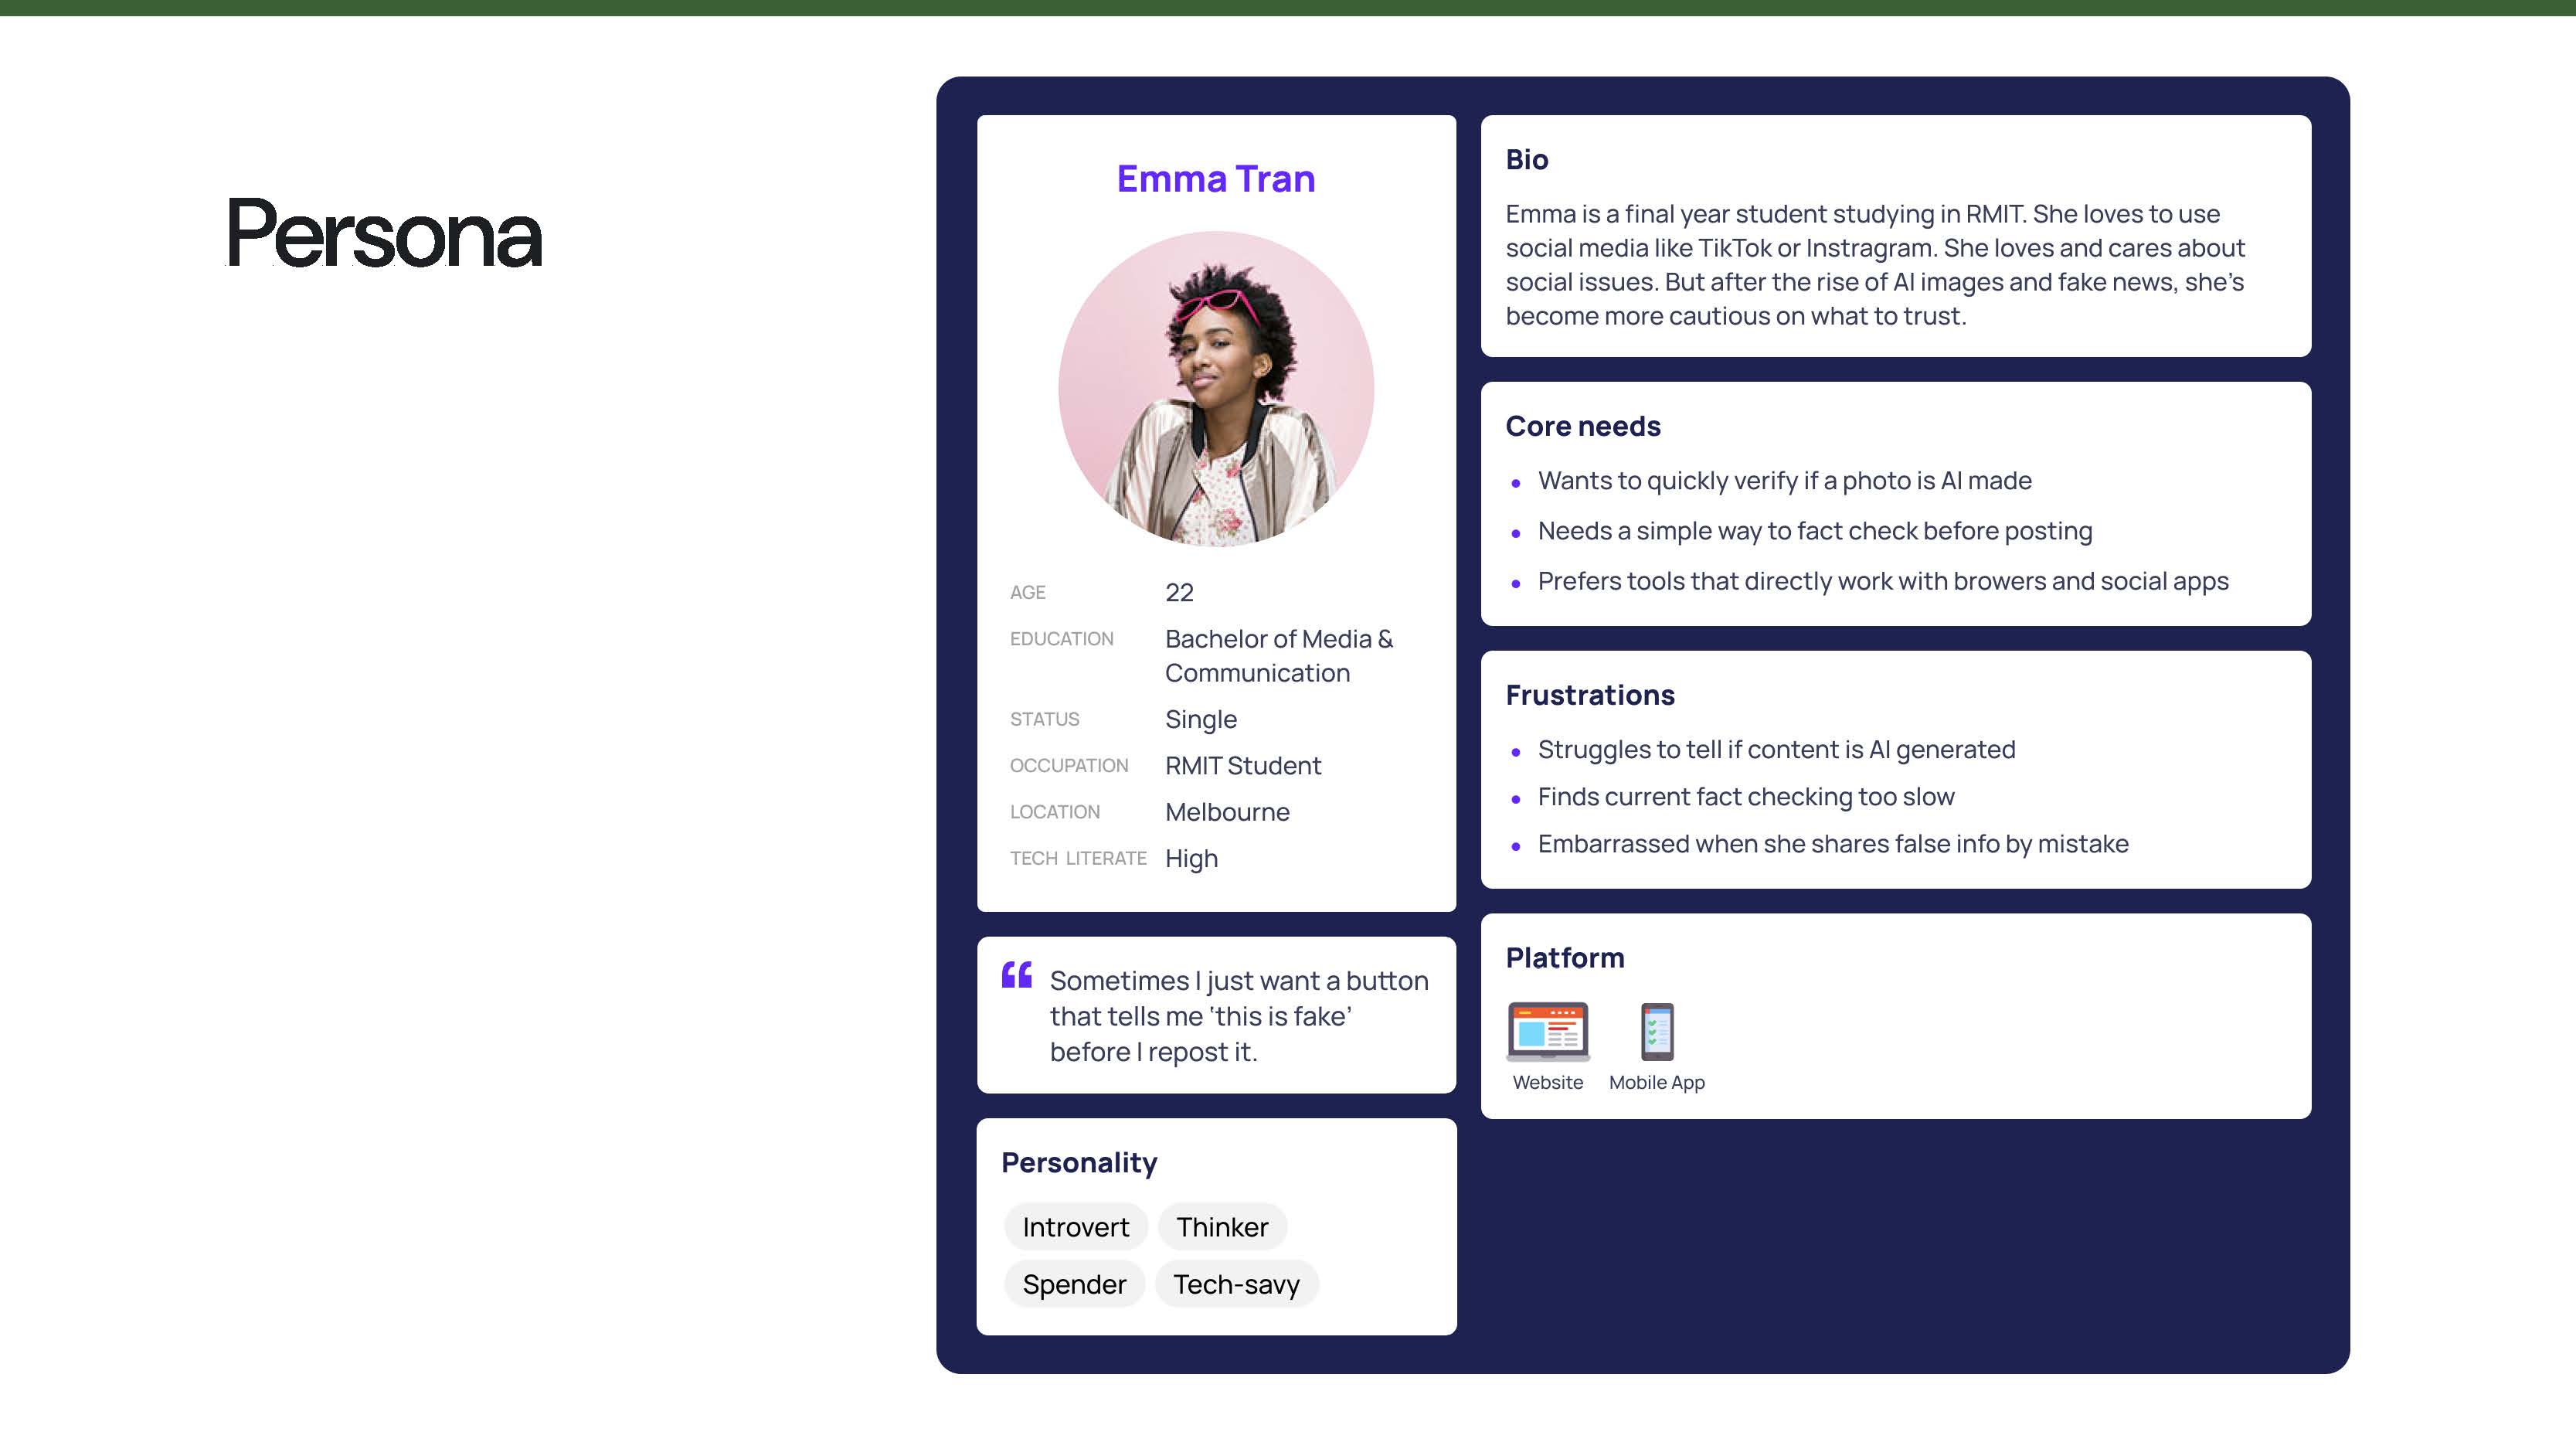 Persona
Emma Tran
AGE 22
EDUCATION Bachelor of Media &
Communication
STATUS Single
OCCUPATION RMIT Student
LOCATION Melbourne
TECH LITERATE High
“ Sometimes I just want a button
that tells me ‘this is fake’
before I repost it.
Personality
Introvert Thinker
Spender Tech-savy
Bio
Emma is a final year student studying in RMIT. She loves to use
social media like TikTok or Instragram. She loves and cares about
social issues. But after the rise of AI images and fake news, she’s
become more cautious on what to trust.
Core needs
• Wants to quickly verify if a photo is AI made
• Needs a simple way to fact check before posting
• Prefers tools that directly work with browers and social apps
Frustrations
• Struggles to tell if content is AI generated
• Finds current fact checking too slow
• Embarrassed when she shares false info by mistake
Platform
Website Mobile App